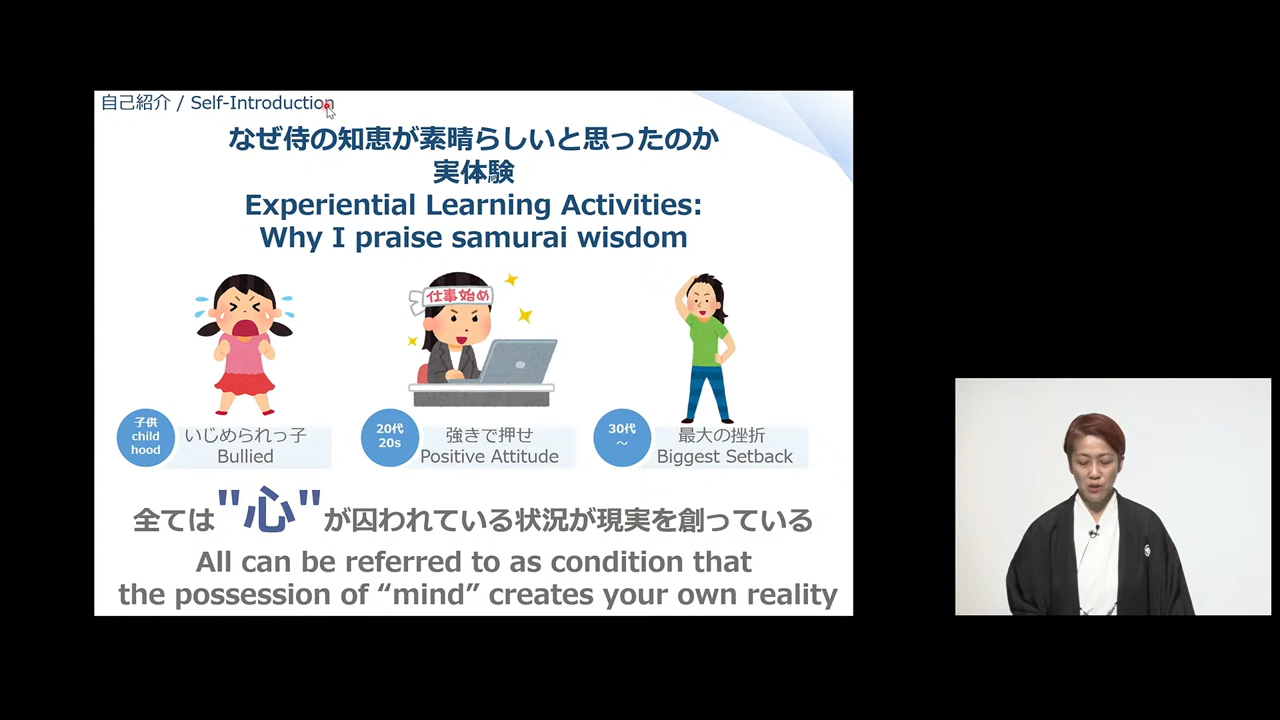 自己紹介 / Self-Introduction
なぜ侍の知恵が素晴らしいと思ったのか
実体験
Experiential Learning Activities:
Why I praise samurai wisdom
仕事始め
子供
child
hood
いじめられっ子
Bullied
20代
20s
強きで押せ
Positive Attitude
30代
～
最大の挫折
Biggest Setback
全ては"心"が囚われている状況が現実を創っている
All can be referred to as condition that
the possession of “mind” creates your own reality